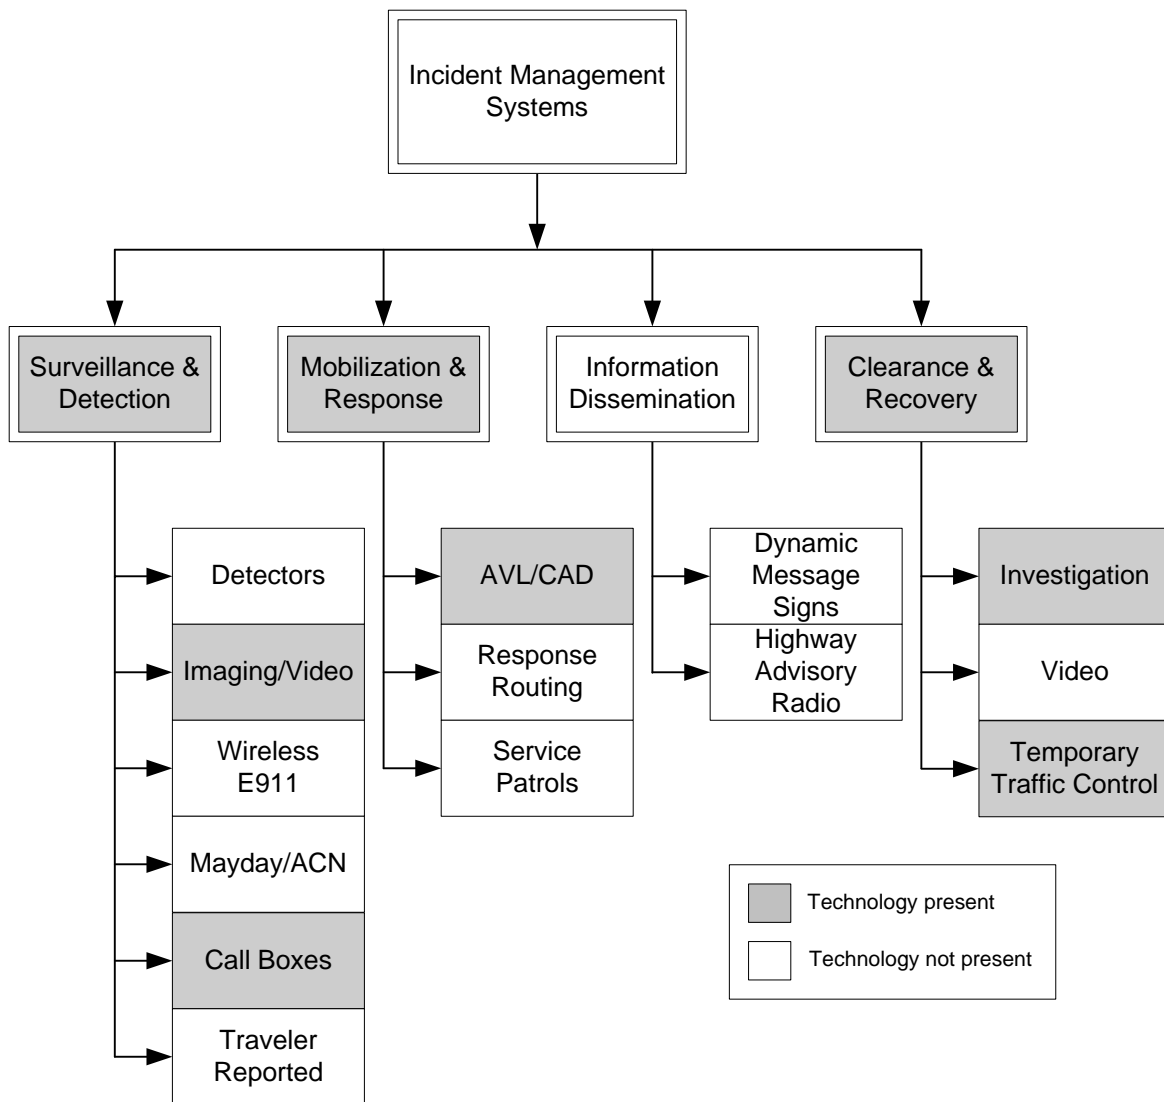 Incident Management
Systems
Surveillance &
Detection
Mobilization &
Response
Information
Dissemination
Clearance &
Recovery
Detectors
Imaging/Video
Wireless
E911
Mayday/ACN
Call Boxes
Traveler
Reported
AVL/CAD
Response
Routing
Service
Patrols
Dynamic
Message
Signs
Highway
Advisory
Radio
Investigation
Video
Temporary
Traffic Control
Technology present
Technology not present